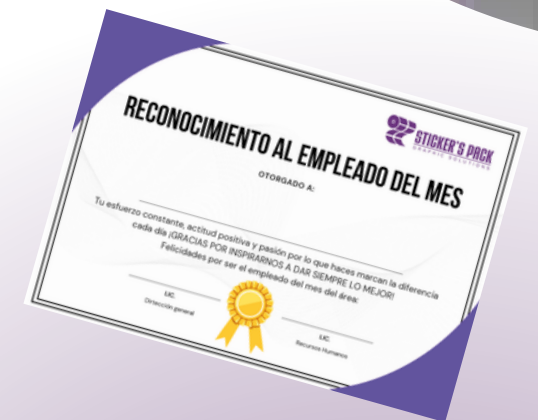 STICKER'S PACK
GRAPHIC SOLUTIONS
RECONOCIMIENTO AL EMPLEADO DEL MES
OTORGADO A:
Tu esfuerzo constante, actitud positiva y pasión por lo que haces marcan la diferencia
cada día ¡GRACIAS POR INSPIRARNOS A DAR SIEMPRE LO MEJOR!
Felicidades por ser el empleado del mes del área:
LIC.
Dirección general
LIC.
Recursos Humanos